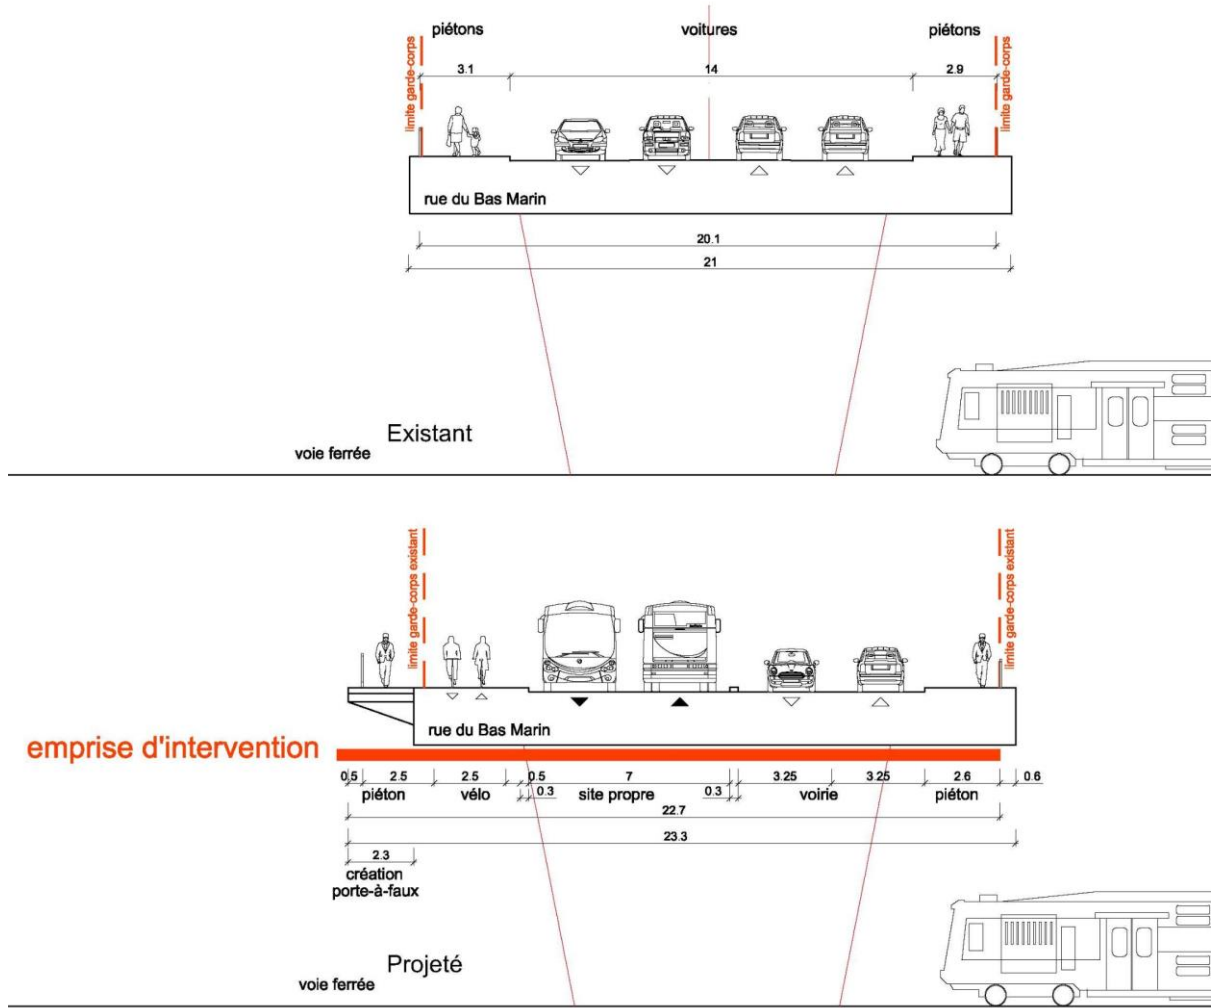 piétons voitures piétons
limite garde-corps
3.1 14 2.9
limite garde-corps
rue du Bas Marin
20.1
21
Existant
voie ferrée
limite garde-corps existant
limite garde-corps existant
rue du Bas Marin
emprise d'intervention
0.5 2.5 2.5 0.5 7 3.25 3.25 2.6 0.6
piéton vélo 0.3 site propre 0.3 voirie piéton
22.7
23.3
2.3
création
porte-à-faux
Projeté
voie ferrée